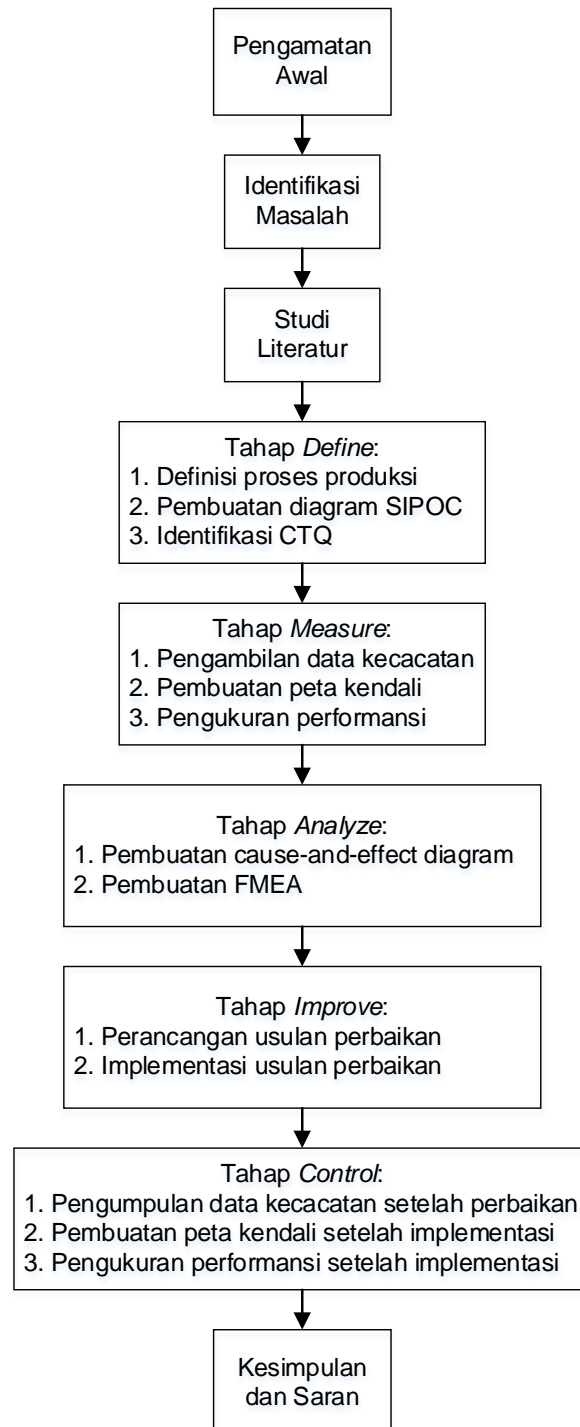 Pengamatan
Awal
Identifikasi
Masalah
Studi
Literatur
Tahap Define:
1. Definisi proses produksi
2. Pembuatan diagram SIPOC
3. Identifikasi CTQ
Tahap Measure:
1. Pengambilan data kecacatan
2. Pembuatan peta kendali
3. Pengukuran performansi
Tahap Analyze:
1. Pembuatan cause-and-effect diagram
2. Pembuatan FMEA
Tahap Improve:
1. Perancangan usulan perbaikan
2. Implementasi usulan perbaikan
Tahap Control:
1. Pengumpulan data kecacatan setelah perbaikan
2. Pembuatan peta kendali setelah implementasi
3. Pengukuran performansi setelah implementasi
Kesimpulan
dan Saran